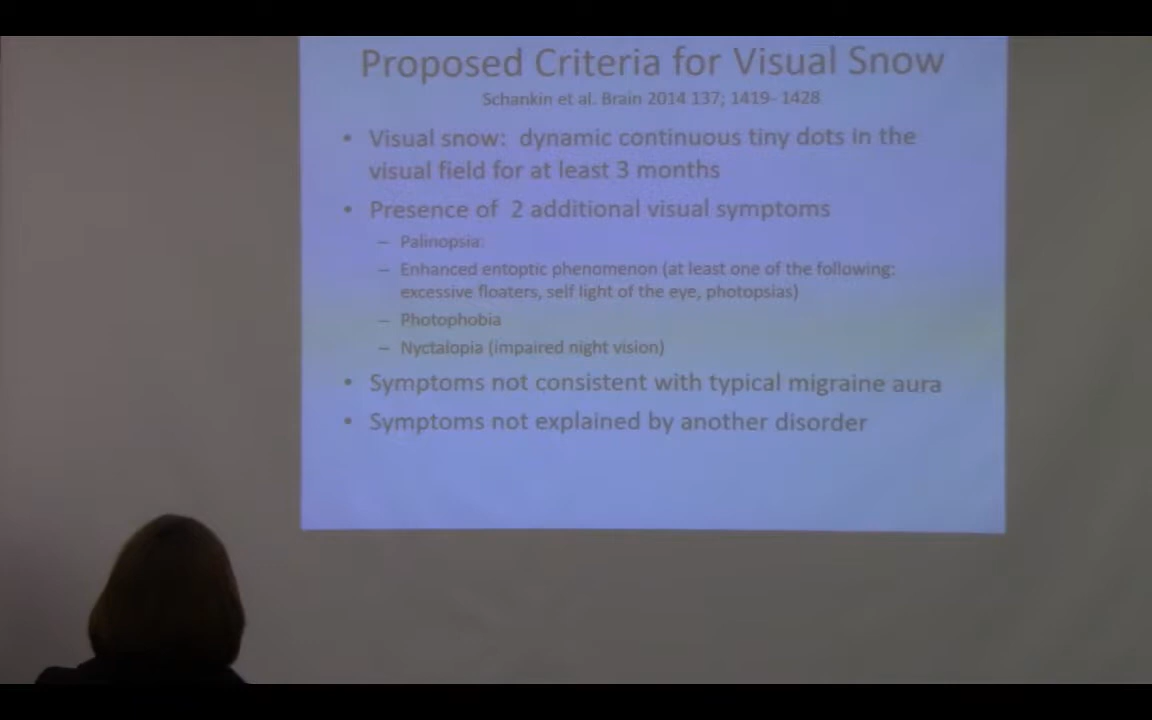 Proposed Criteria for Visual Snow
Schankin et al. Brain 2014 137; 1419- 1428
• Visual snow: dynamic continuous tiny dots in the
visual field for at least 3 months
• Presence of 2 additional visual symptoms
– Palinopsia
– Enhanced entoptic phenomenon (at least one of the following:
excessive floaters, self light of the eye, photopsias)
– Photophobia
– Nyctalopia (impaired night vision)
• Symptoms not consistent with typical migraine aura
• Symptoms not explained by another disorder